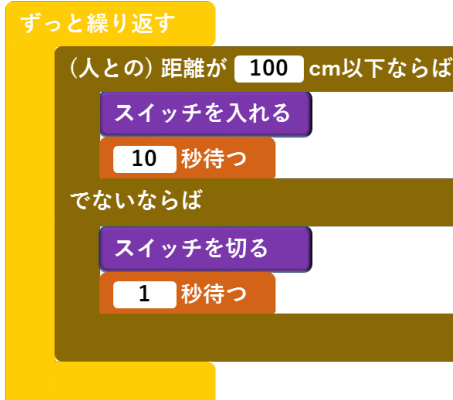 ずっと繰り返す
(人との) 距離が 100 cm以下ならば
スイッチを入れる
10 秒待つ
でないならば
スイッチを切る
1 秒待つ